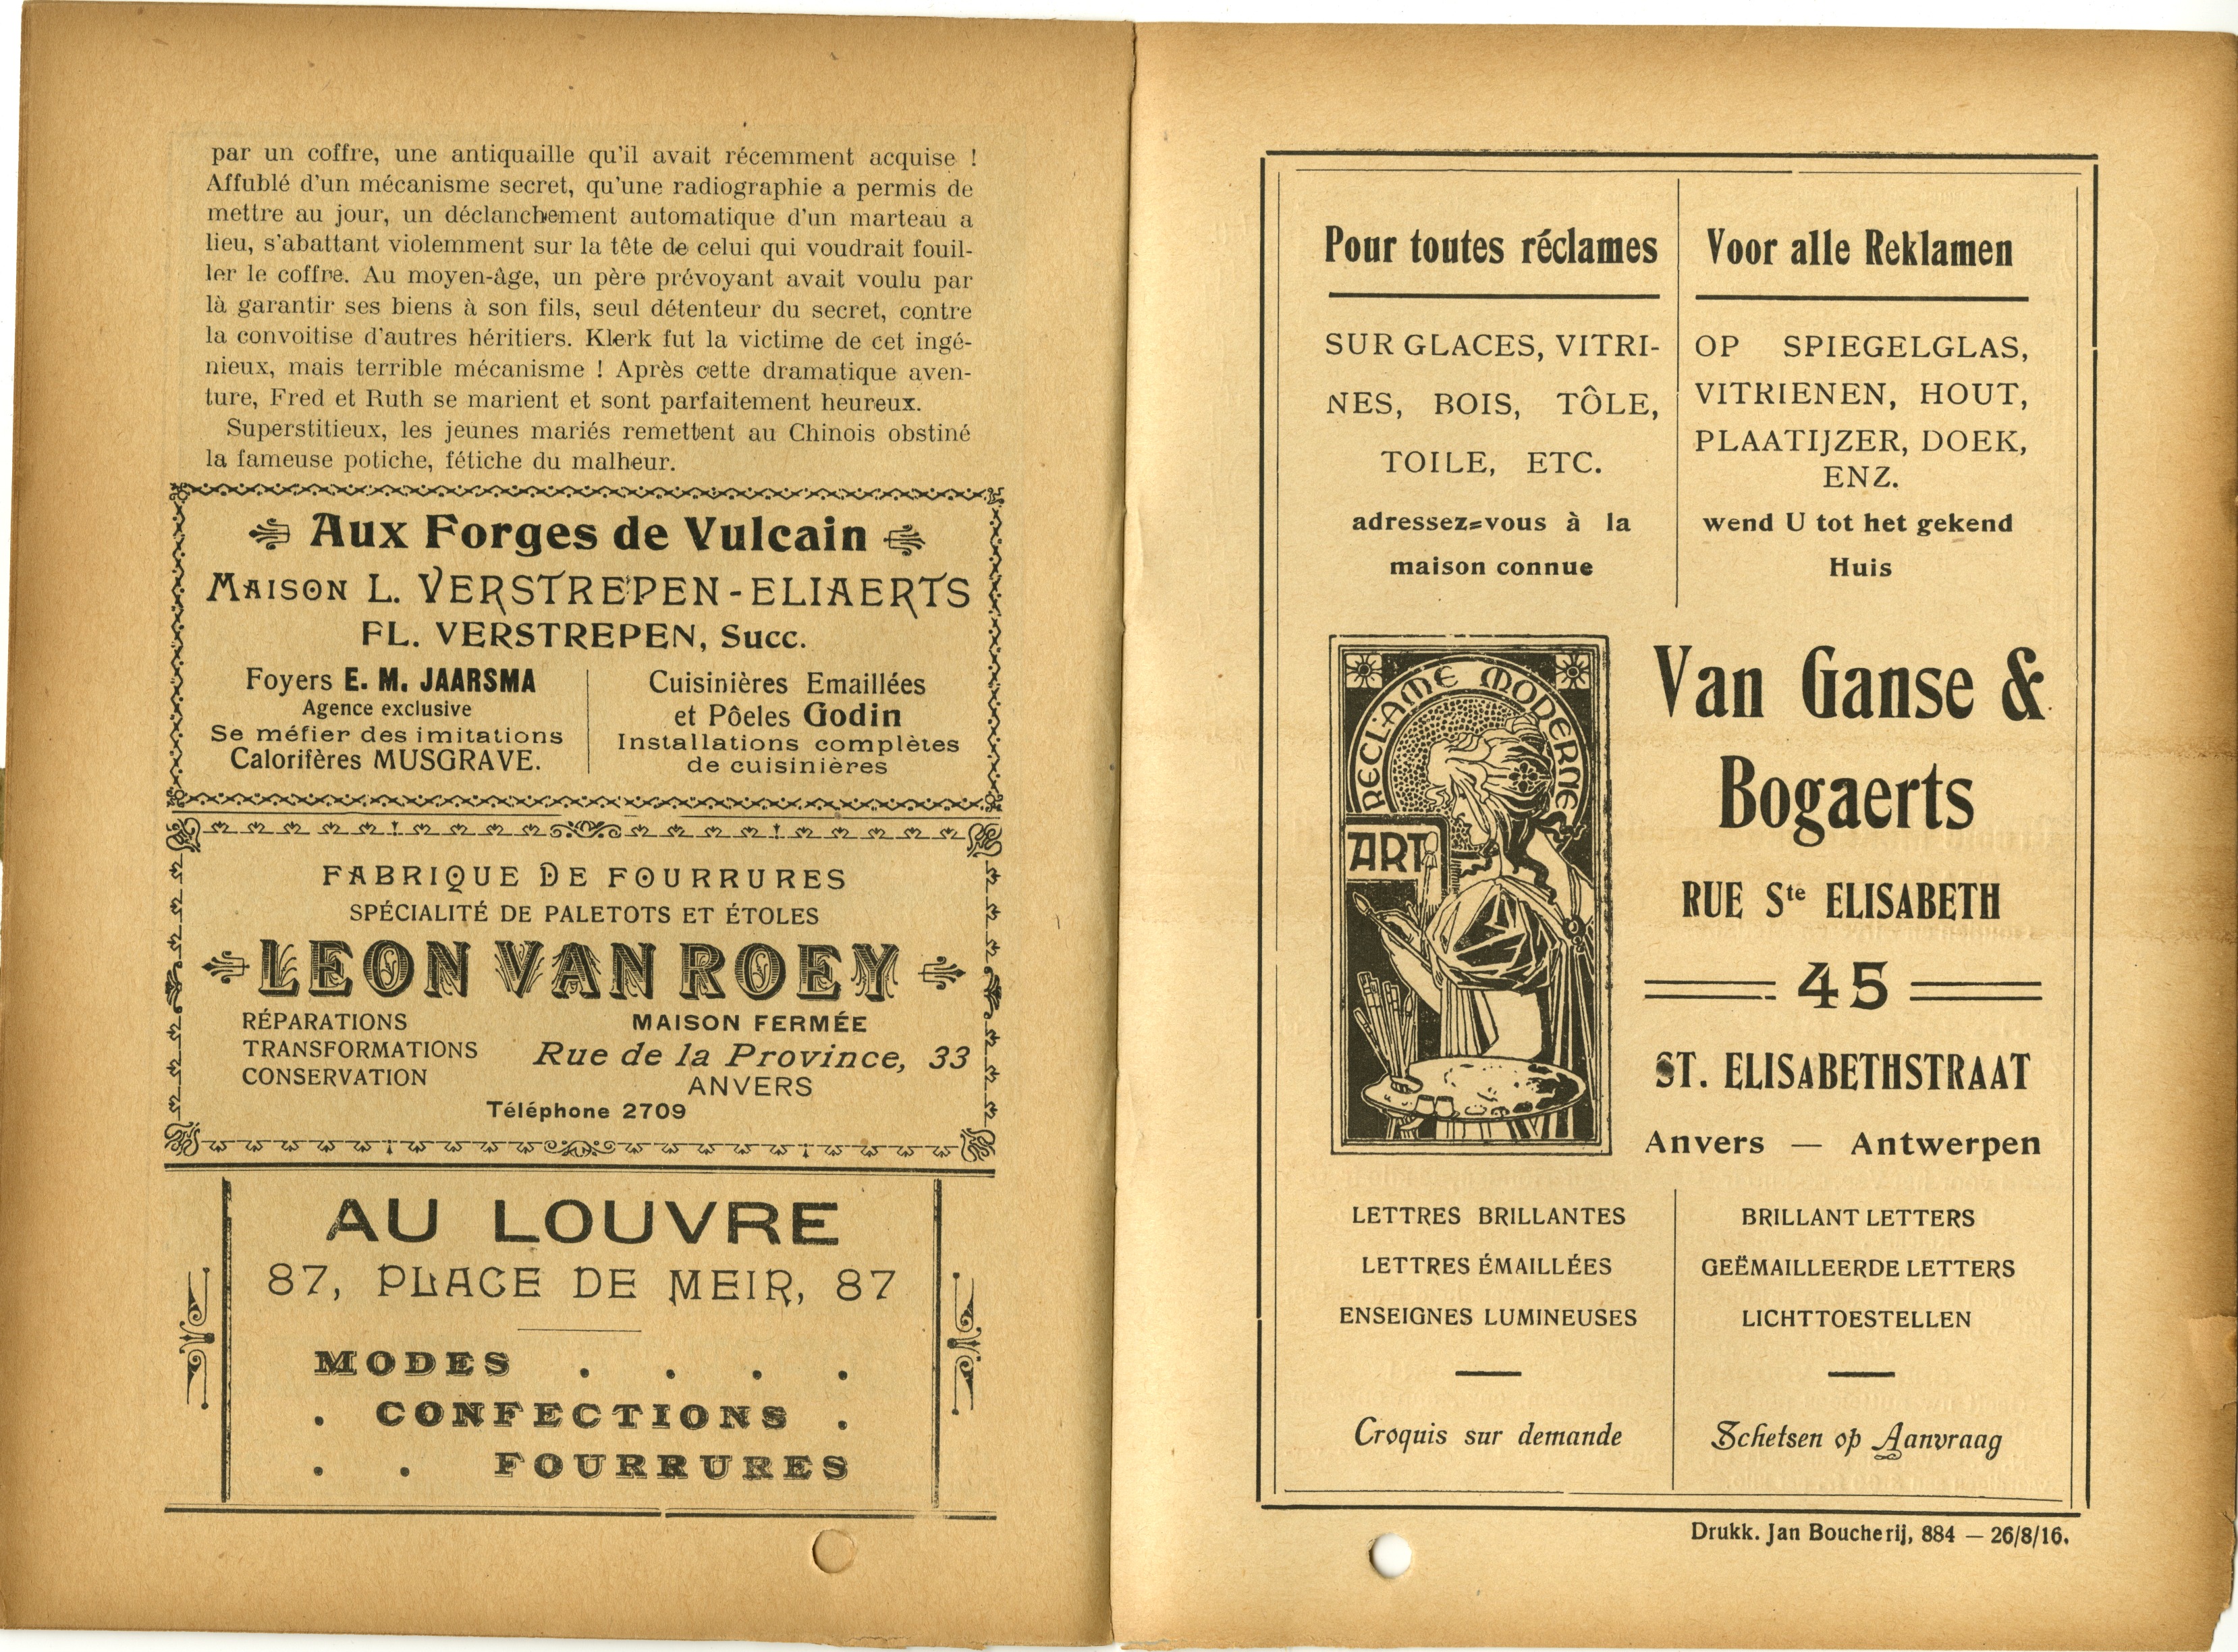 par un coffre, une antiquaille qu'il avait récemment acquise !
Affublé d'un mécanisme secret, qu'une radiographie a permis de
mettre au jour, un déclanchement automatique d'un marteau a
lieu, s'abattant violemment sur la tête de celui qui voudrait fouil-
ler le coffre. Au moyen-âge, un père prévoyant avait voulu par
là garantir ses biens à son fils, seul détenteur du secret, contre
la convoitise d'autres héritiers. Klerk fut la victime de cet ingé-
nieux, mais terrible mécanisme ! Après cette dramatique aven-
ture, Fred et Ruth se marient et sont parfaitement heureux.
Superstitieux, les jeunes mariés remettent au Chinois obstiné
la fameuse potiche, fétiche du malheur.
Aux Forges de Vulcain
MAISON L. VERSTREPEN-ELIAERTS
FL. VERSTREPEN, Succ.
Foyers E. M. JAARSMA
Agence exclusive
Se méfier des imitations
Calorifères MUSGRAVE.
Cuisinières Emaillées
et Pôeles Godin
Installations complètes
de cuisinières
FABRIQUE DE FOURRURES
SPÉCIALITÉ DE PALETOTS ET ÉTOLES
LEON VAN ROEY
RÉPARATIONS
TRANSFORMATIONS
CONSERVATION
MAISON FERMÉE
Rue de la Province, 33
ANVERS
Téléphone 2709
AU LOUVRE
87, PLACE DE MEIR, 87
MODES . . . .
. CONFECTIONS .
. . FOURRURES
Pour toutes réclames
SUR GLACES, VITRI-
NES, BOIS, TÔLE,
TOILE, ETC.
adressez=vous à la
maison connue
Voor alle Reklamen
OP SPIEGELGLAS,
VITRIENEN, HOUT,
PLAATIJZER, DOEK,
ENZ.
wend U tot het gekend
Huis
RECLAME MODERNE
ART
Van Ganse &
Bogaerts
RUE Ste ELISABETH
45
ST. ELISABETHSTRAAT
Anvers — Antwerpen
LETTRES BRILLANTES
LETTRES ÉMAILLÉES
ENSEIGNES LUMINEUSES
Croquis sur demande
BRILLANT LETTERS
GEËMAILLEERDE LETTERS
LICHTTOESTELLEN
Schetsen op Aanvraag
Drukk. Jan Boucherij, 884 — 26/8/16.